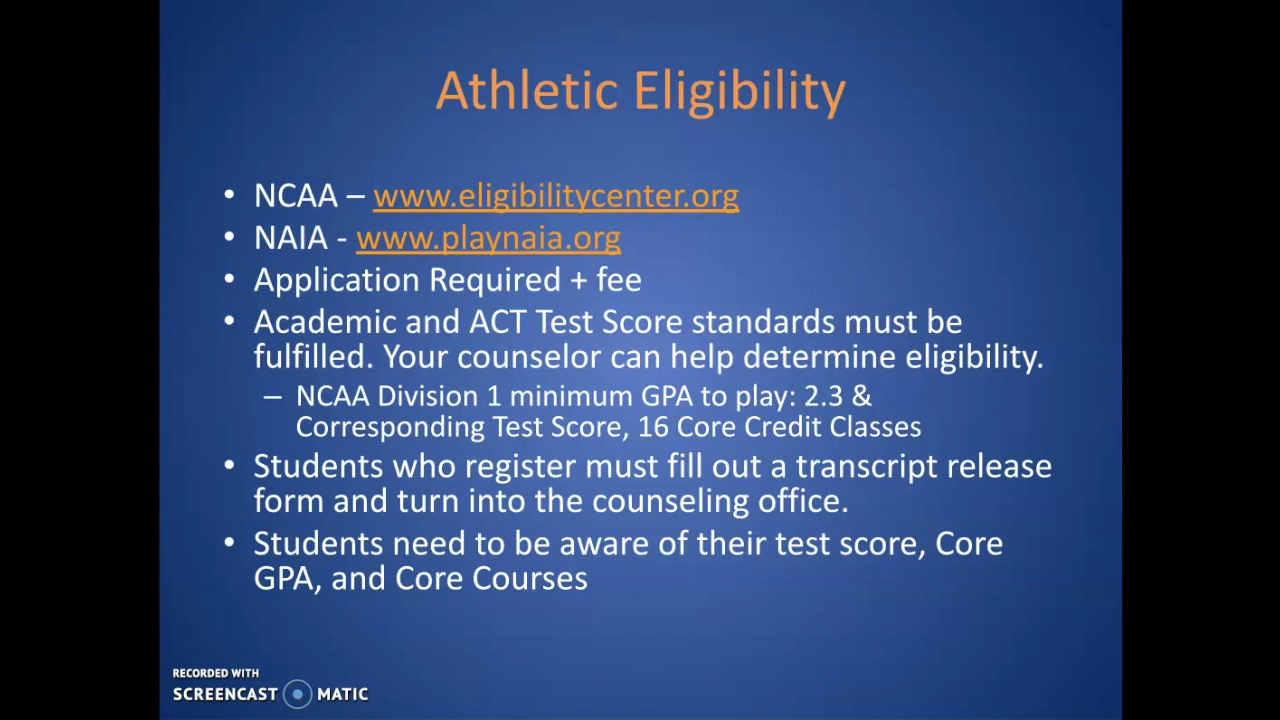 Athletic Eligibility
• NCAA – www.eligibilitycenter.org
• NAIA - www.playnaia.org
• Application Required + fee
• Academic and ACT Test Score standards must be
fulfilled. Your counselor can help determine eligibility.
– NCAA Division 1 minimum GPA to play: 2.3 &
Corresponding Test Score, 16 Core Credit Classes
• Students who register must fill out a transcript release
form and turn into the counseling office.
• Students need to be aware of their test score, Core
GPA, and Core Courses
RECORDED WITH
SCREENCAST MATIC